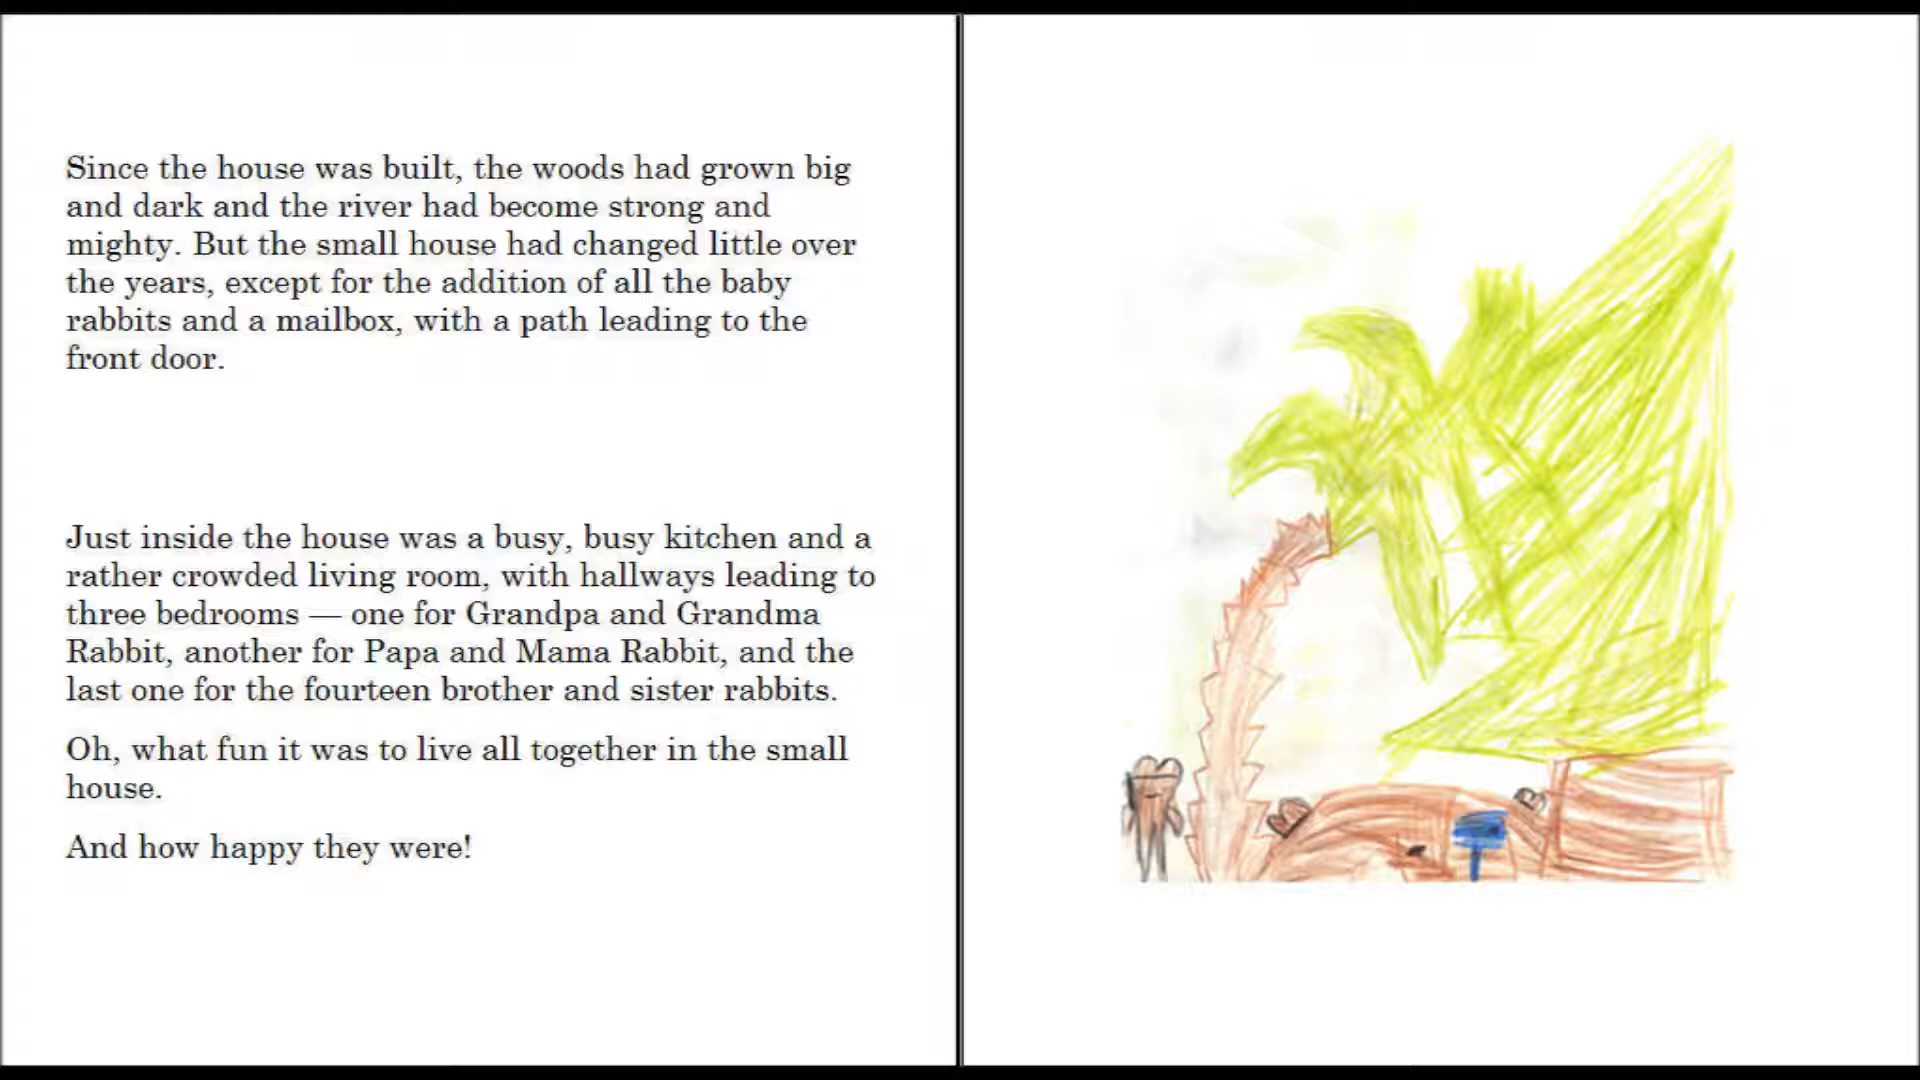 Since the house was built, the woods had grown big
and dark and the river had become strong and
mighty. But the small house had changed little over
the years, except for the addition of all the baby
rabbits and a mailbox, with a path leading to the
front door.
Just inside the house was a busy, busy kitchen and a
rather crowded living room, with hallways leading to
three bedrooms — one for Grandpa and Grandma
Rabbit, another for Papa and Mama Rabbit, and the
last one for the fourteen brother and sister rabbits.
Oh, what fun it was to live all together in the small
house.
And how happy they were!